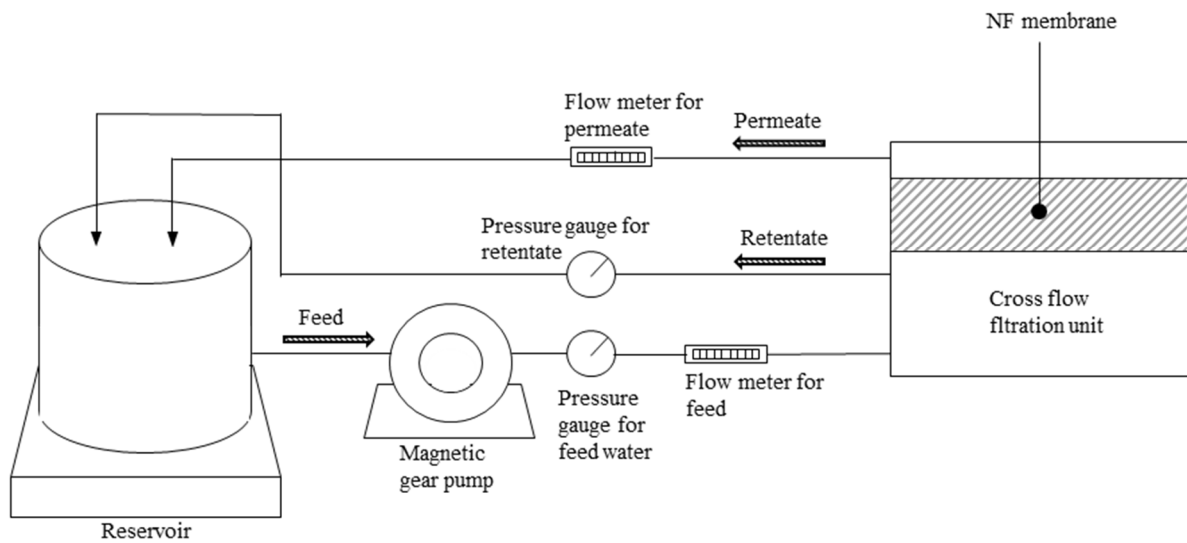 NF membrane
Flow meter for
permeate
Permeate
Pressure gauge for
retentate
Retentate
Cross flow
fltration unit
Feed
Flow meter for
feed
Pressure
gauge for
feed water
Magnetic
gear pump
Reservoir